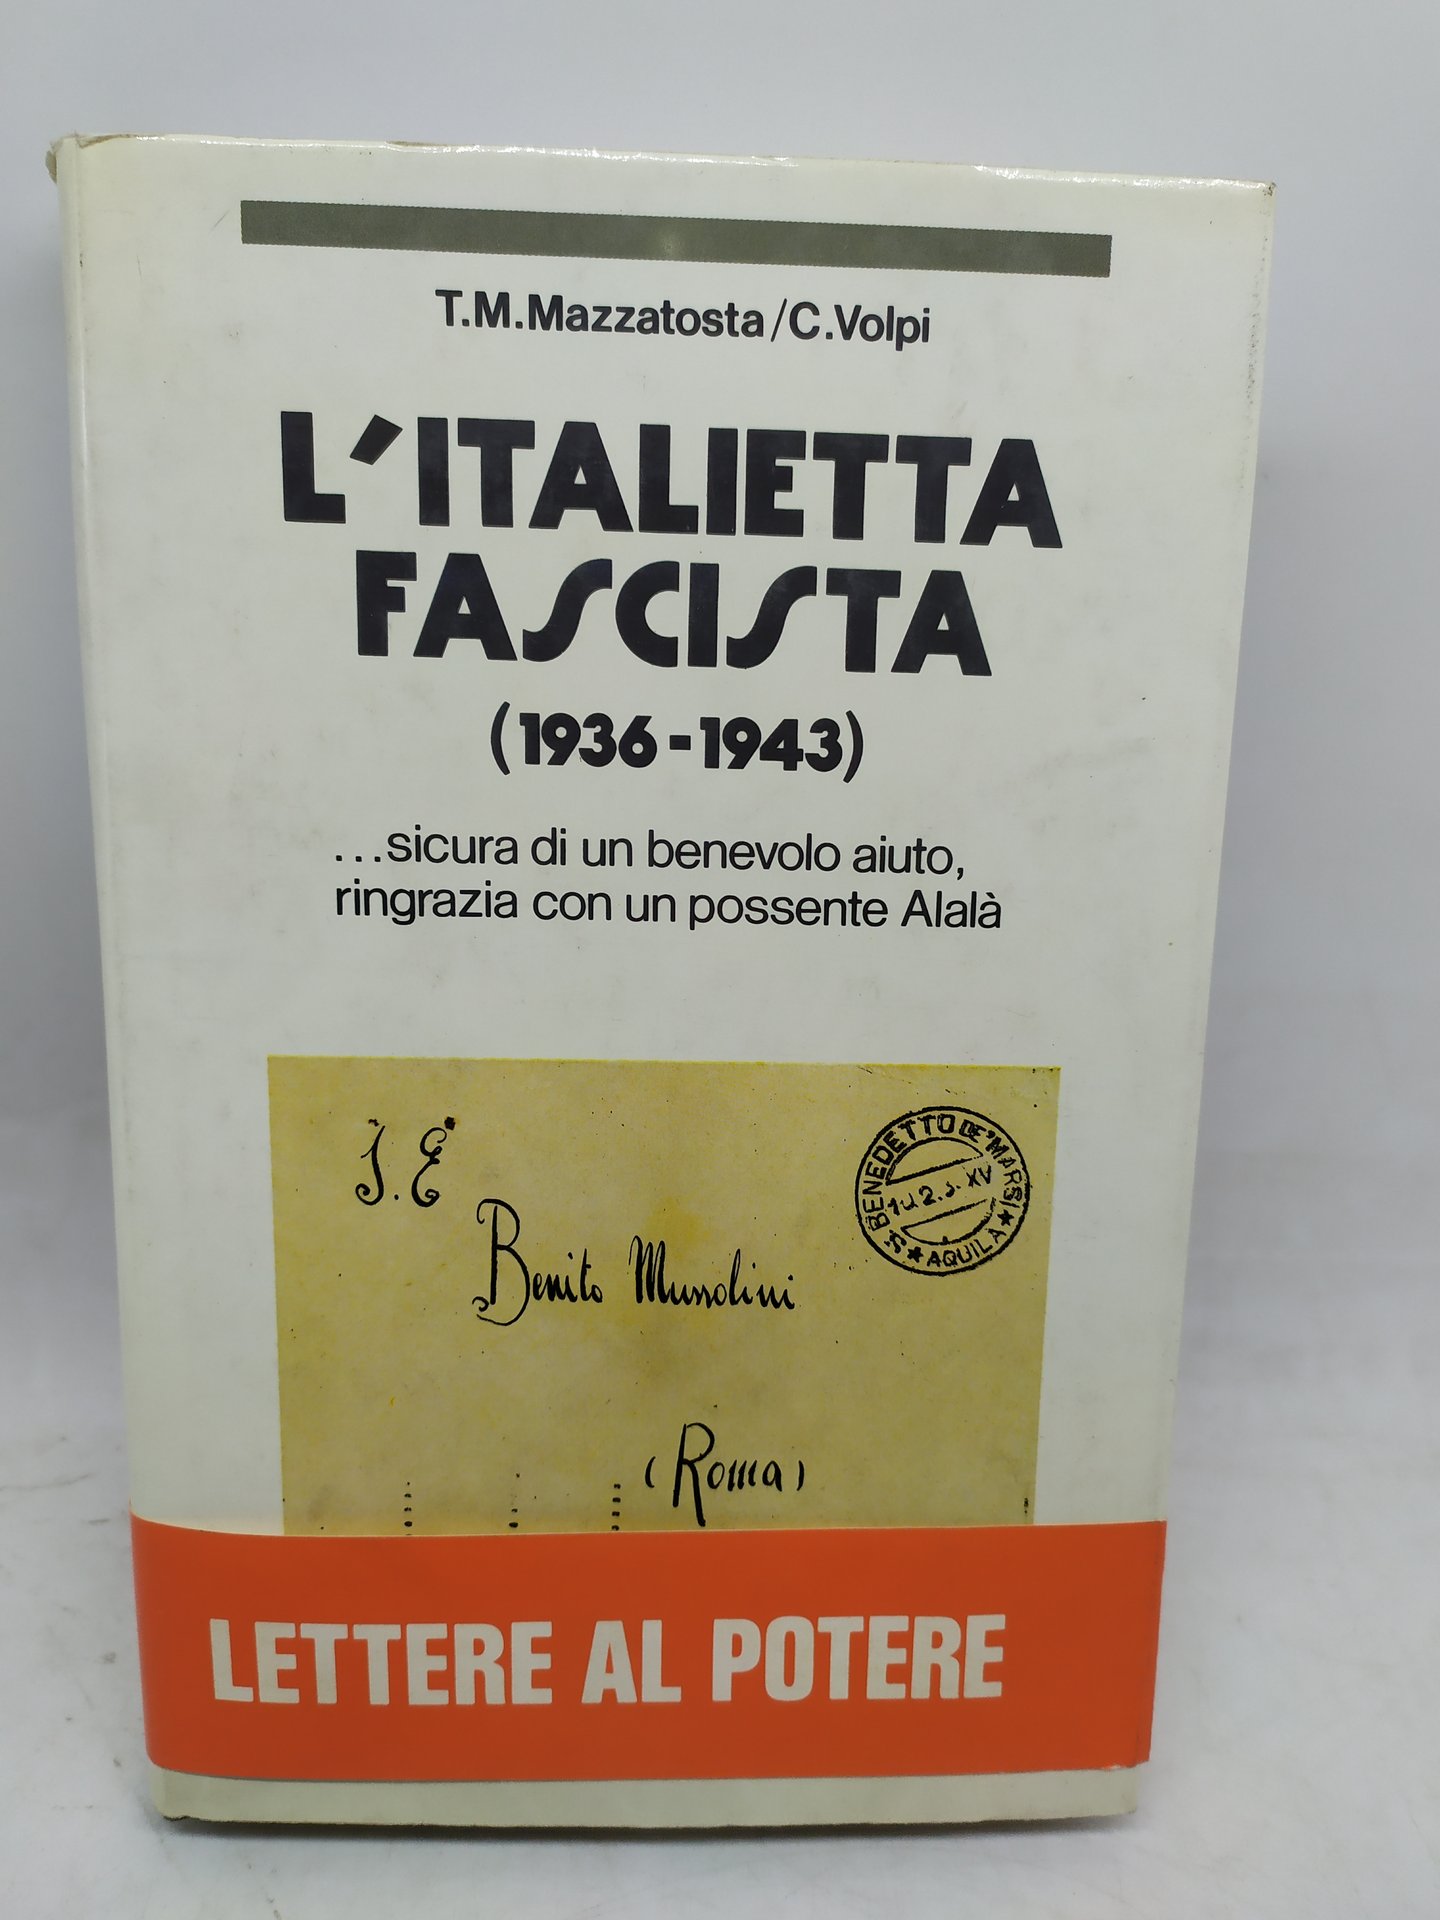 T.M.Mazzatosta/C.Volpi
L'ITALIETTA
FASCISTA
(1936-1943)
...sicura di un benevolo aiuto,
ringrazia con un possente Alalà
S.E.
BENEDETTO DE' MARSI
XV
S. * AQUILA *
Benito Mussolini
(Roma)
LETTERE AL POTERE